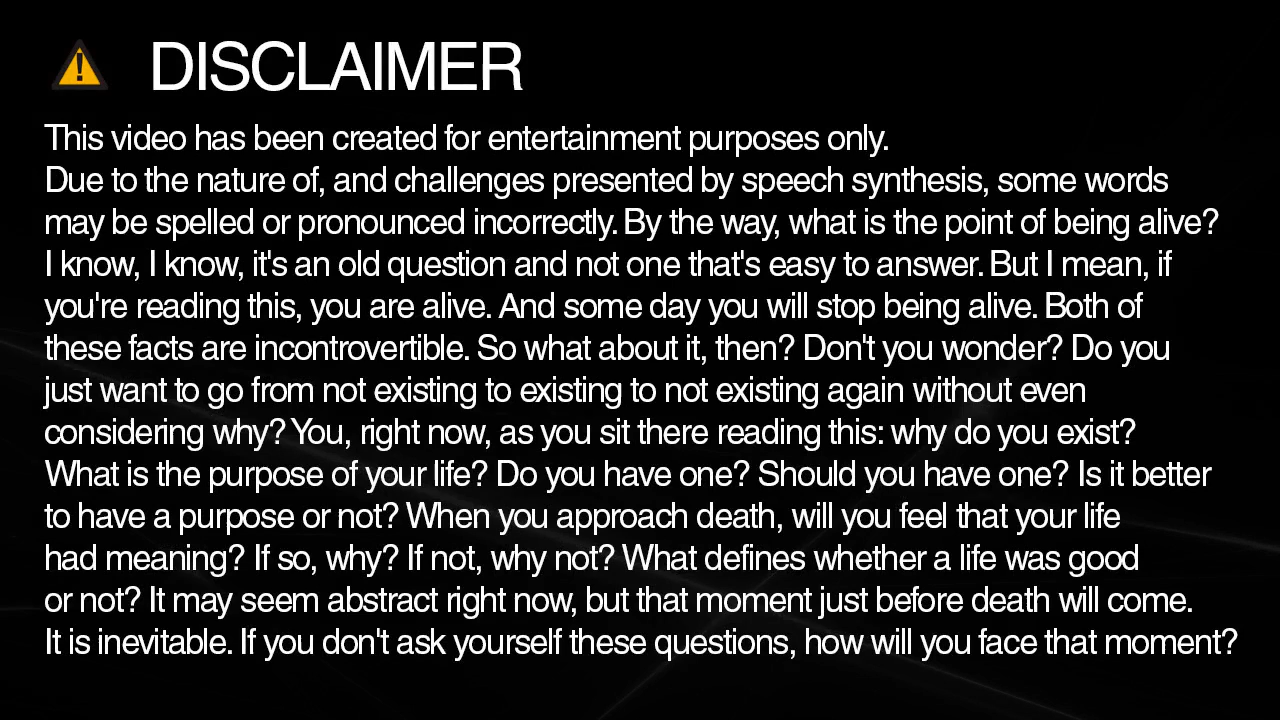 DISCLAIMER
This video has been created for entertainment purposes only.
Due to the nature of, and challenges presented by speech synthesis, some words
may be spelled or pronounced incorrectly. By the way, what is the point of being alive?
I know, I know, it's an old question and not one that's easy to answer. But I mean, if
you're reading this, you are alive. And some day you will stop being alive. Both of
these facts are incontrovertible. So what about it, then? Don't you wonder? Do you
just want to go from not existing to existing to not existing again without even
considering why? You, right now, as you sit there reading this: why do you exist?
What is the purpose of your life? Do you have one? Should you have one? Is it better
to have a purpose or not? When you approach death, will you feel that your life
had meaning? If so, why? If not, why not? What defines whether a life was good
or not? It may seem abstract right now, but that moment just before death will come.
It is inevitable. If you don't ask yourself these questions, how will you face that moment?